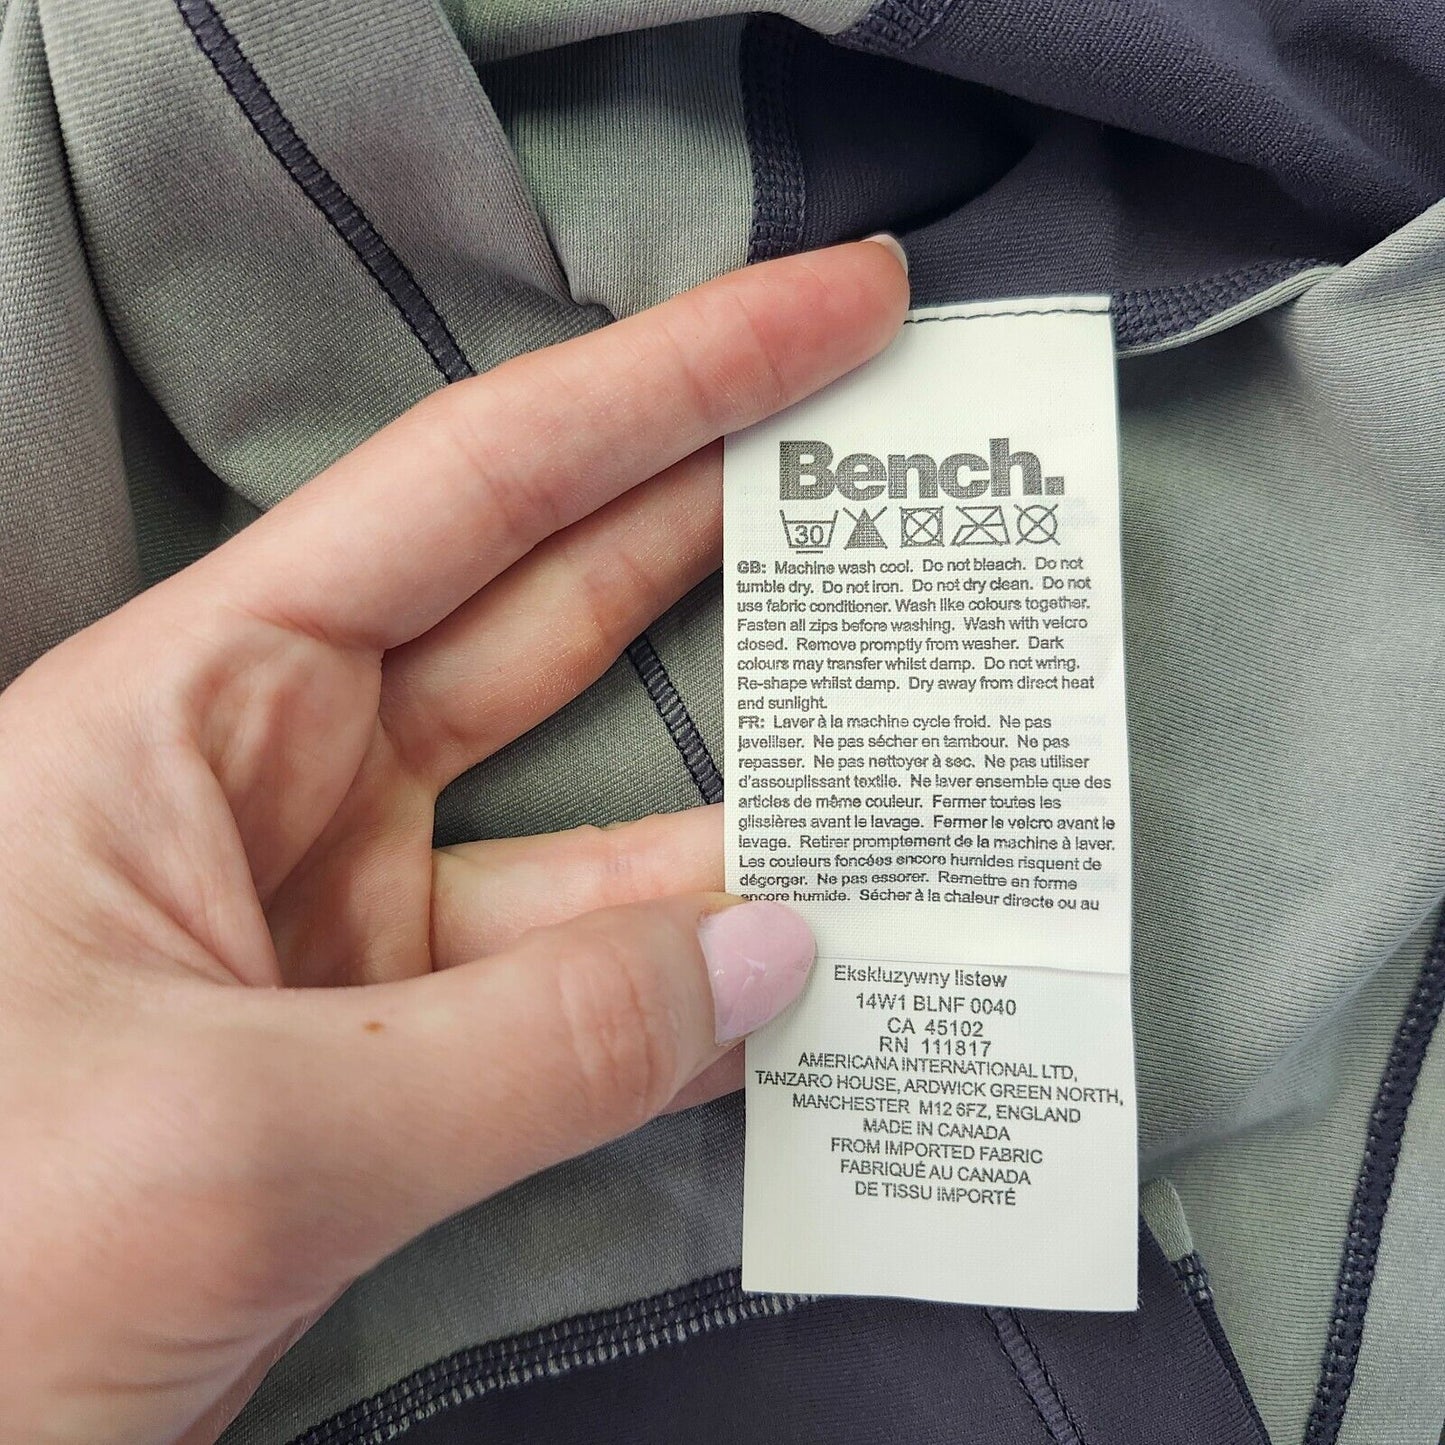 Bench.
30
GB: Machine wash cool. Do not bleach. Do not
tumble dry. Do not iron. Do not dry clean. Do not
use fabric conditioner. Wash like colours together.
Fasten all zips before washing. Wash with velcro
closed. Remove promptly from washer. Dark
colours may transfer whilst damp. Do not wring.
Re-shape whilst damp. Dry away from direct heat
and sunlight.
FR: Laver à la machine cycle froid. Ne pas
javelliser. Ne pas sécher en tambour. Ne pas
repasser. Ne pas nettoyer à sec. Ne pas utiliser
d'assouplissant textile. Ne laver ensemble que des
articles de même couleur. Fermer toutes les
glissières avant le lavage. Fermer le velcro avant le
lavage. Retirer promptement de la machine à laver.
Les couleurs foncées encore humides risquent de
dégorger. Ne pas essorer. Remettre en forme
encore humide. Sécher à la chaleur directe ou au
Ekskluzywny listew
14W1 BLNF 0040
CA 45102
RN 111817
AMERICANA INTERNATIONAL LTD,
TANZARO HOUSE, ARDWICK GREEN NORTH,
MANCHESTER M12 6FZ, ENGLAND
MADE IN CANADA
FROM IMPORTED FABRIC
FABRIQUÉ AU CANADA
DE TISSU IMPORTÉ